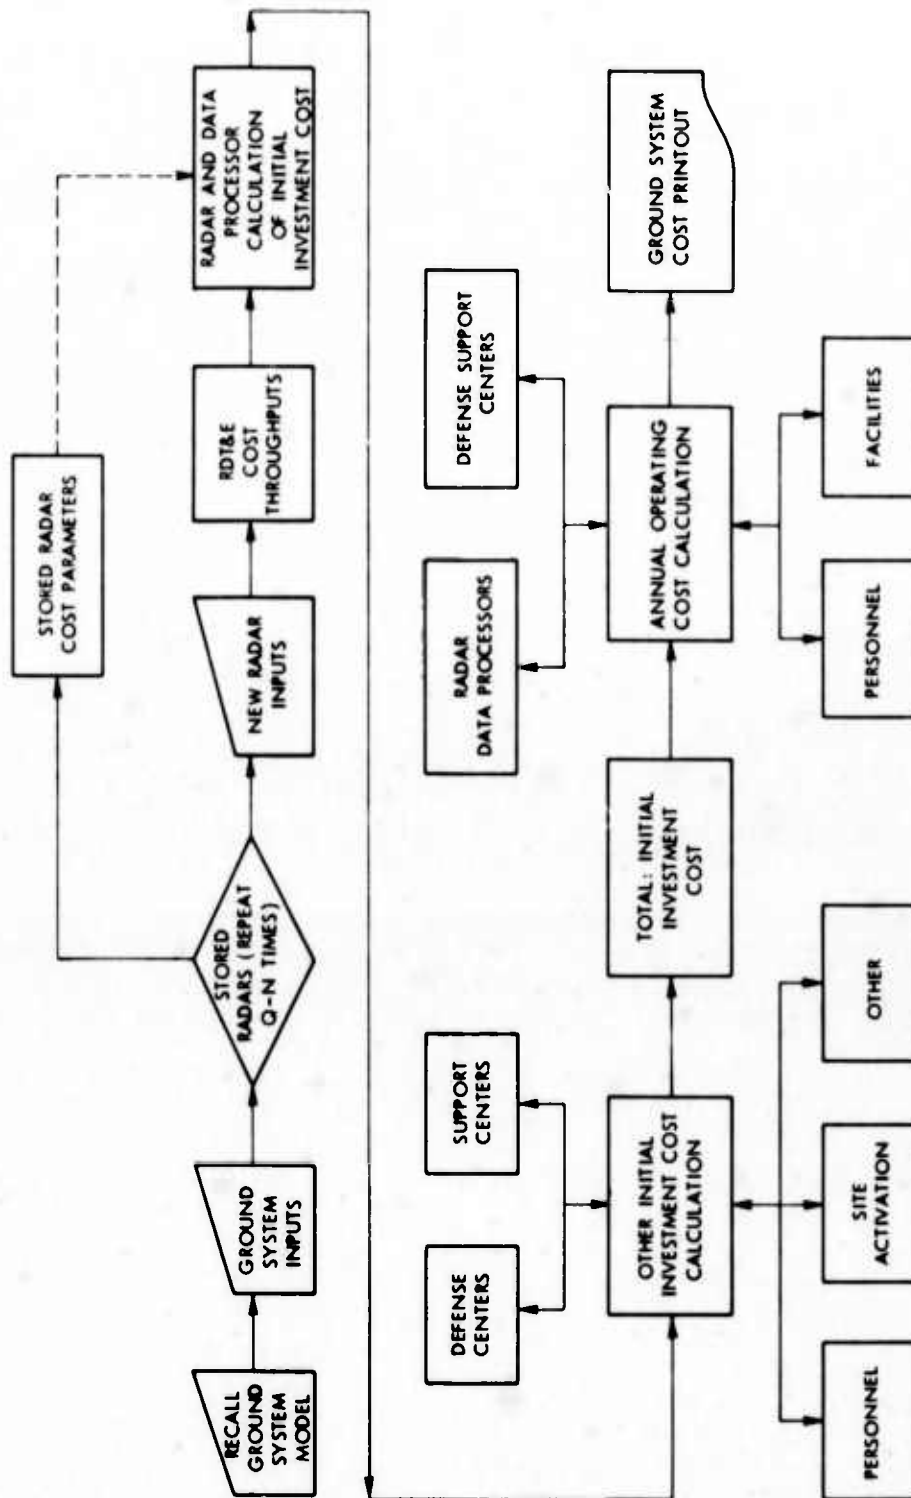 STORED RADAR
COST PARAMETERS
RECALL
GROUND
SYSTEM
MODEL
GROUND
SYSTEM
INPUTS
STORED
RADARS (REPEAT
Q-N TIMES)
NEW RADAR
INPUTS
RDT&E
COST
THROUGHPUTS
RADAR AND DATA
PROCESSOR
CALCULATION
OF INITIAL
INVESTMENT COST
DEFENSE
CENTERS
SUPPORT
CENTERS
RADAR
DATA PROCESSORS
DEFENSE SUPPORT
CENTERS
OTHER INITIAL
INVESTMENT COST
CALCULATION
TOTAL: INITIAL
INVESTMENT
COST
ANNUAL OPERATING
COST CALCULATION
GROUND SYSTEM
COST PRINTOUT
PERSONNEL
SITE
ACTIVATION
OTHER
PERSONNEL
FACILITIES